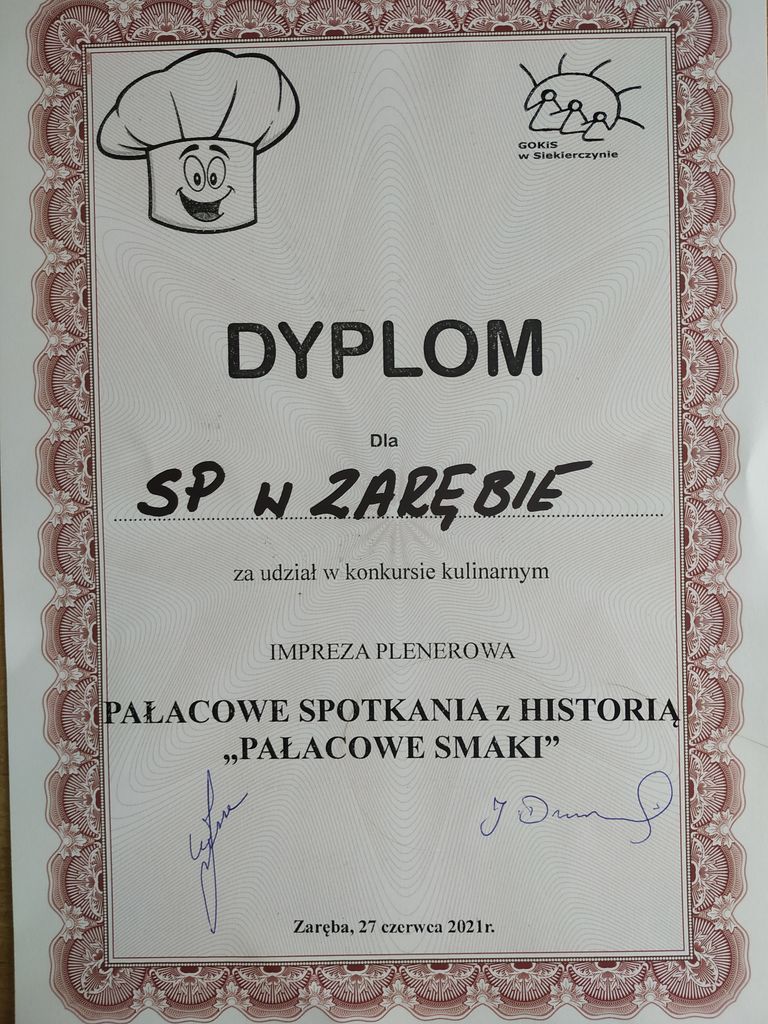 GOKiS
w Siekierczynie
DYPLOM
Dla
SP W ZARĘBIE
za udział w konkursie kulinarnym
IMPREZA PLENEROWA
PAŁACOWE SPOTKANIA z HISTORIĄ
„PAŁACOWE SMAKI”
Zaręba, 27 czerwca 2021r.